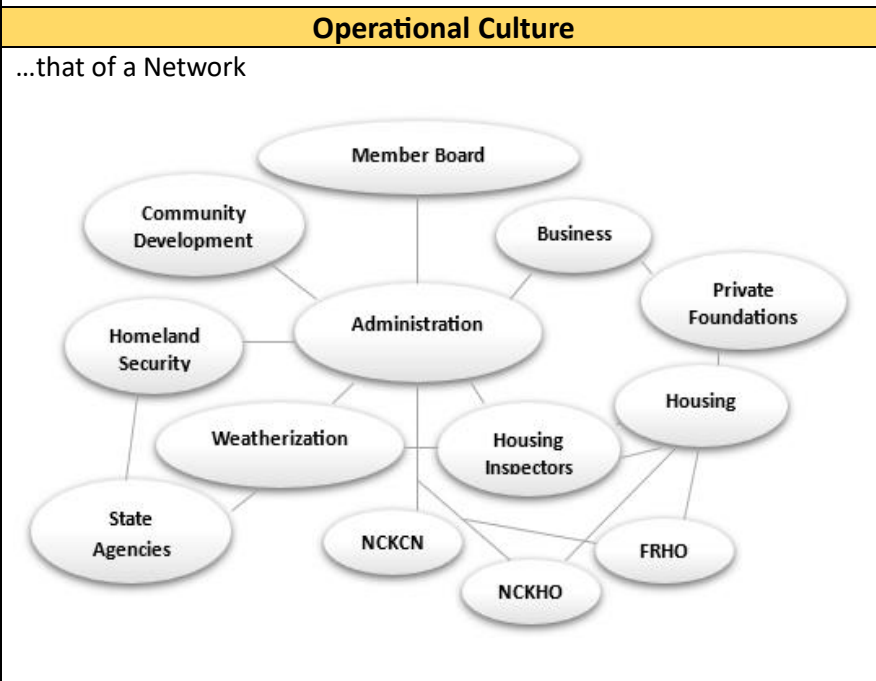 Operational Culture
…that of a Network
Member Board
Community
Development
Business
Private
Foundations
Administration
Homeland
Security
Housing
Weatherization
Housing
Inspectors
State
Agencies
NCKCN
FRHO
NCKHO